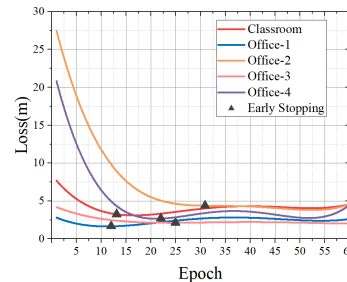 30
25
20
15
10
5
0
Loss(m)
Classroom
Office-1
Office-2
Office-3
Office-4
Early Stopping
5 10 15 20 25 30 35 40 45 50 55
Epoch